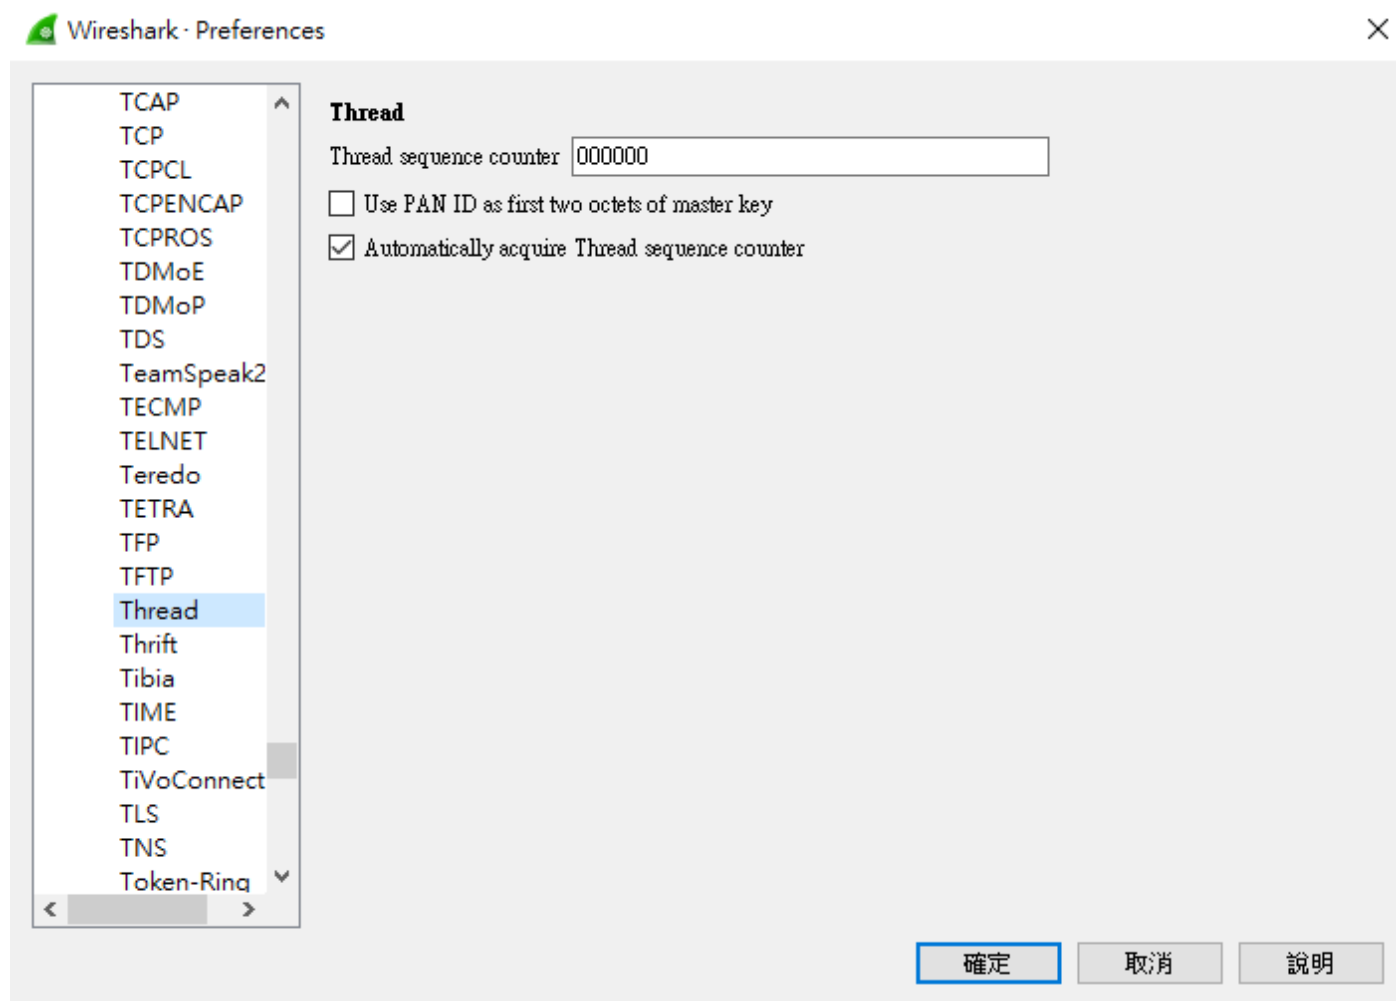 Wireshark · Preferences
TCAP
TCP
TCPCL
TCPENCAP
TCPROS
TDMoE
TDMoP
TDS
TeamSpeak2
TECMP
TELNET
Teredo
TETRA
TFP
TFTP
Thread
Thrift
Tibia
TIME
TIPC
TiVoConnect
TLS
TNS
Token-Ring
Thread
Thread sequence counter 000000
Use PAN ID as first two octets of master key
Automatically acquire Thread sequence counter
確定 取消 說明